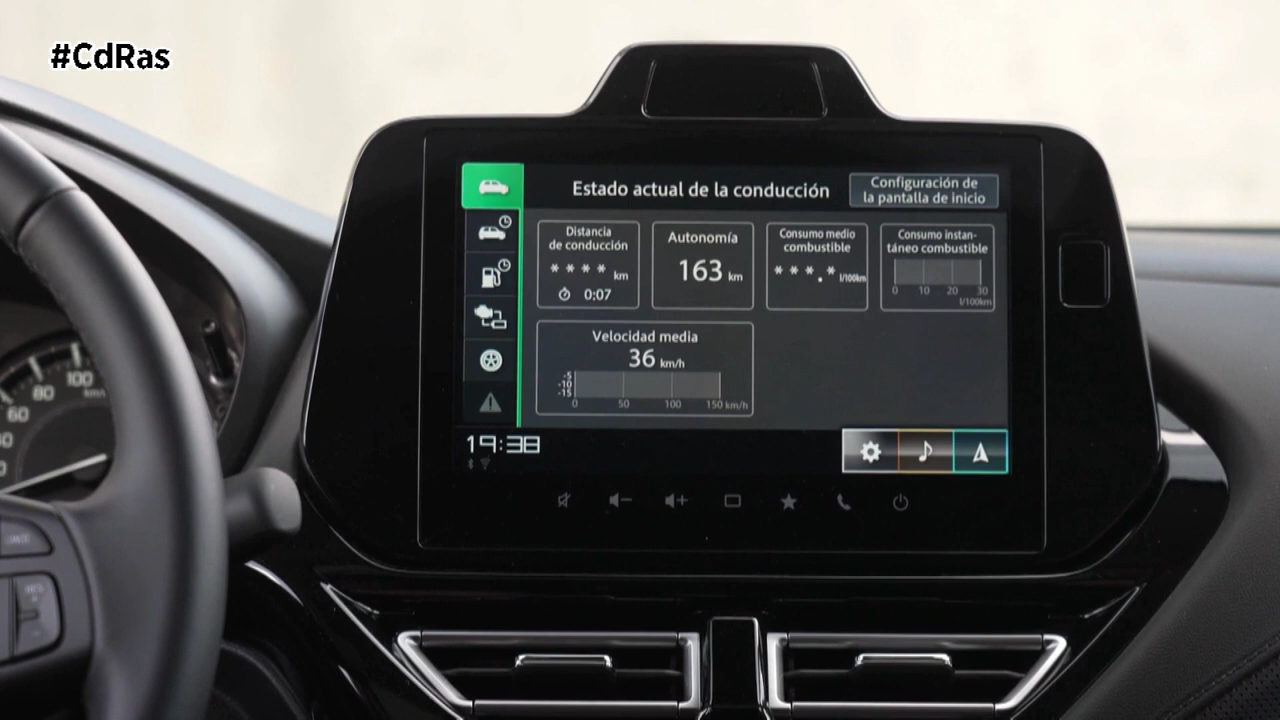 #CdRas
Estado actual de la conducción
Configuración de
la pantalla de inicio
Distancia
de conducción
* * * * km
0:07
Autonomía
163 km
Consumo medio
combustible
* * * . * l/100km
Consumo instan-
táneo combustible
0 10 20 30
l/100km
Velocidad media
36 km/h
-5
-10
-15
0 50 100 150 km/h
19:38
100
80
60
km/h